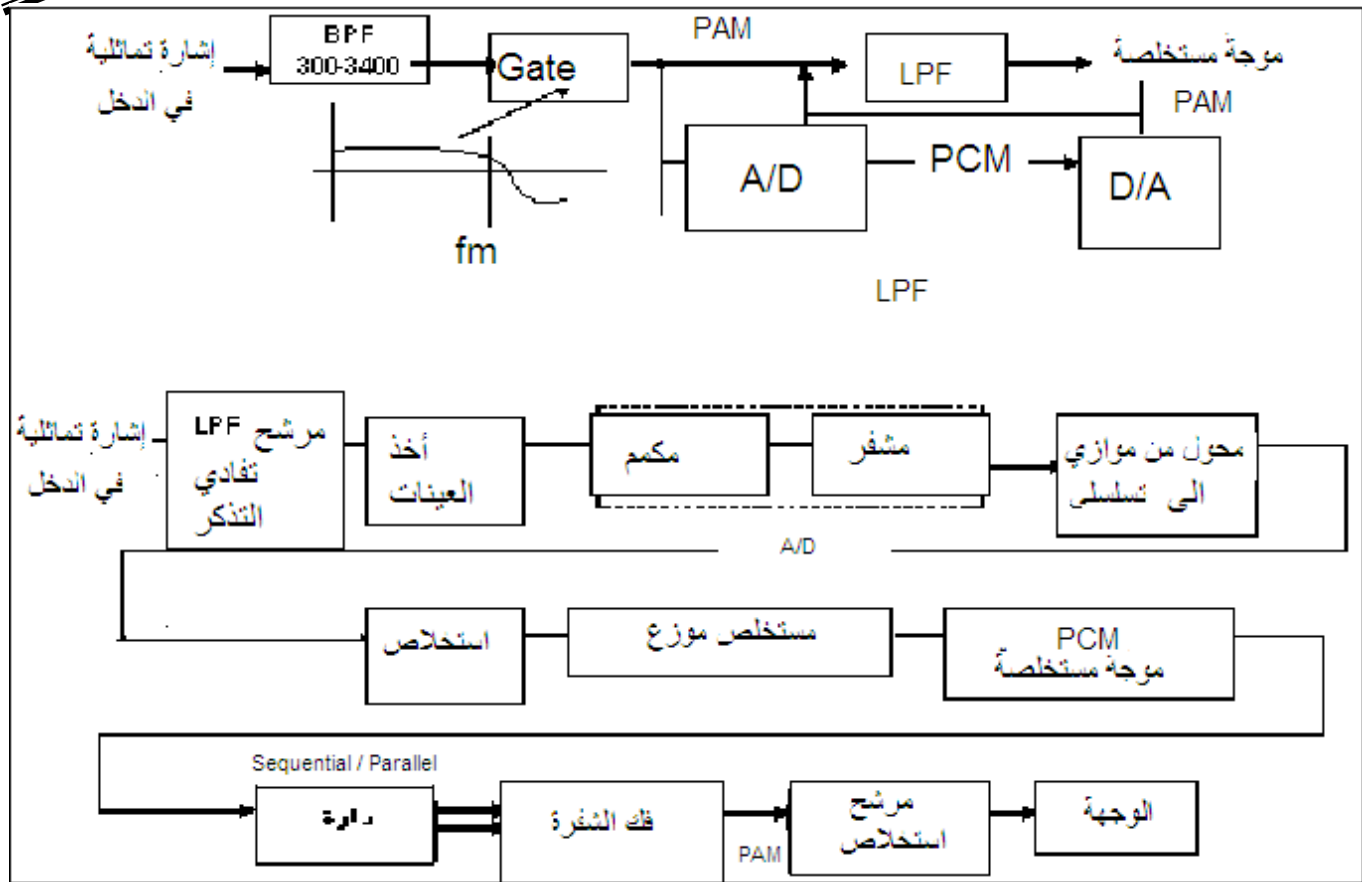 إشارة تماثلية
في الدخل
BPF
300-3400
Gate
PAM
LPF
موجة مستخلصة
PAM
A/D
PCM
D/A
fm
LPF
إشارة تماثلية
في الدخل
مرشح LPF
تفادي
التذكر
أخذ
العينات
مكمم
مشفر
محول من موازي
الى تسلسلى
A/D
استخلاص
مستخلص موزع
PCM
موجة مستخلصة
Sequential / Parallel
دارة
فك الشفرة
PAM
مرشح
استخلاص
الوجهة